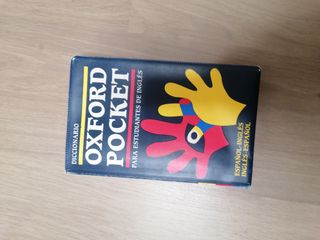 DICCIONARIO
OXFORD
POCKET
PARA ESTUDIANTES DE INGLÉS
ESPAÑOL-INGLÉS
INGLÉS-ESPAÑOL